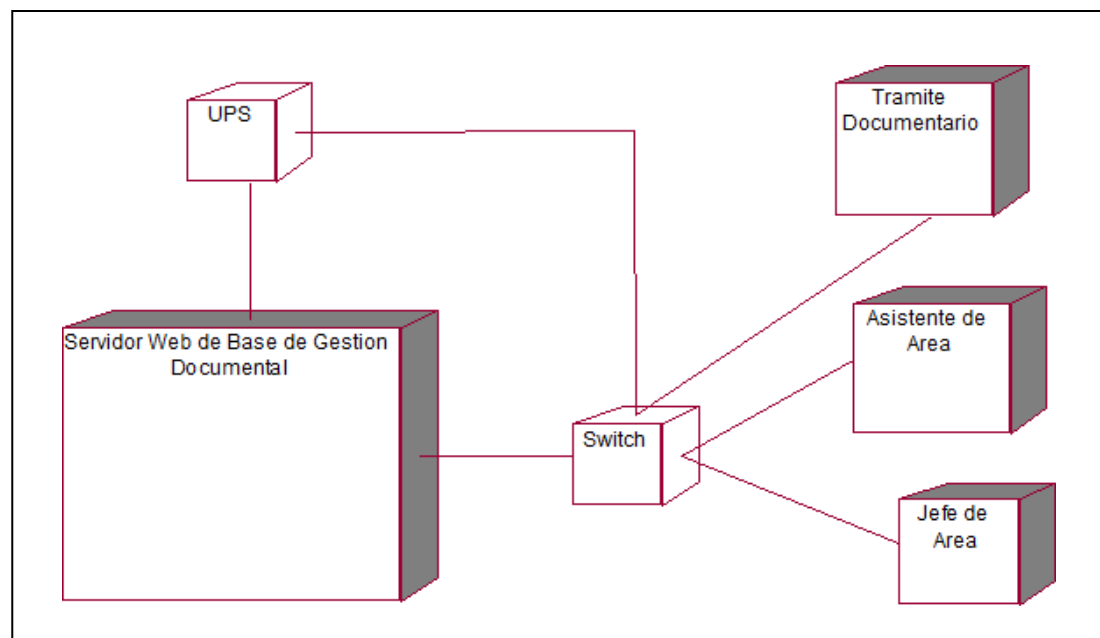 UPS
Tramite
Documentario
Servidor Web de Base de Gestion
Documental
Asistente de
Area
Switch
Jefe de
Area